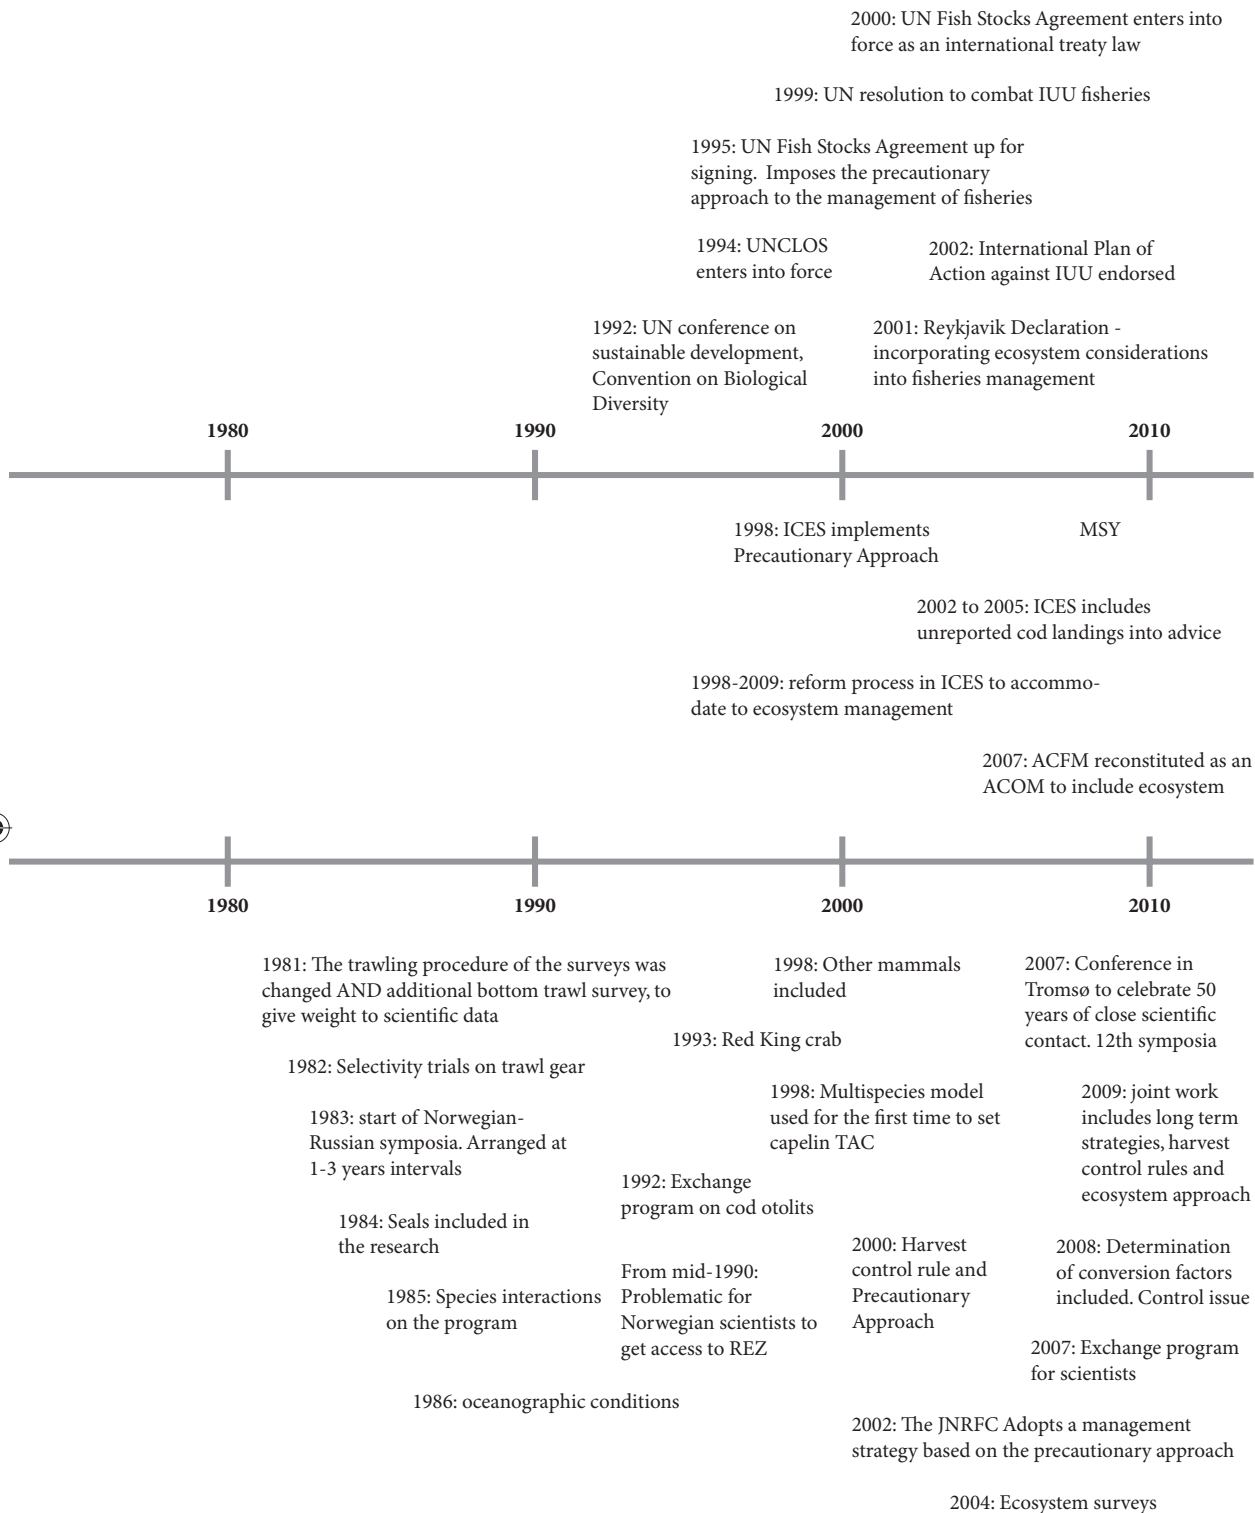 2000: UN Fish Stocks Agreement enters into
force as an international treaty law
1999: UN resolution to combat IUU fisheries
1995: UN Fish Stocks Agreement up for
signing. Imposes the precautionary
approach to the management of fisheries
1994: UNCLOS
enters into force
2002: International Plan of
Action against IUU endorsed
1992: UN conference on
sustainable development,
Convention on Biological
Diversity
2001: Reykjavik Declaration -
incorporating ecosystem considerations
into fisheries management
1980
1990
2000
2010
1998: ICES implements
Precautionary Approach
MSY
2002 to 2005: ICES includes
unreported cod landings into advice
1998-2009: reform process in ICES to accommo-
date to ecosystem management
2007: ACFM reconstituted as an
ACOM to include ecosystem
1980
1990
2000
2010
1981: The trawling procedure of the surveys was
changed AND additional bottom trawl survey, to
give weight to scientific data
1998: Other mammals
included
2007: Conference in
Tromsø to celebrate 50
years of close scientific
contact. 12th symposia
1993: Red King crab
1982: Selectivity trials on trawl gear
1998: Multispecies model
used for the first time to set
capelin TAC
2009: joint work
includes long term
strategies, harvest
control rules and
ecosystem approach
1983: start of Norwegian-
Russian symposia. Arranged at
1-3 years intervals
1992: Exchange
program on cod otolits
1984: Seals included in
the research
2000: Harvest
control rule and
Precautionary
Approach
2008: Determination
of conversion factors
included. Control issue
From mid-1990:
Problematic for
Norwegian scientists to
get access to REZ
1985: Species interactions
on the program
2007: Exchange program
for scientists
1986: oceanographic conditions
2002: The JNRFC Adopts a management
strategy based on the precautionary approach
2004: Ecosystem surveys